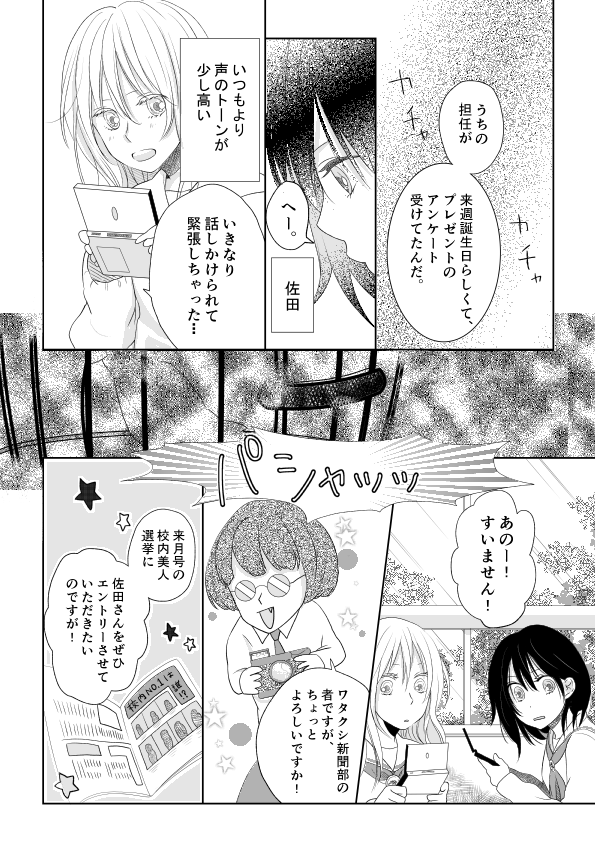 うちの
担任が
来週誕生日らしくて、
プレゼントの
アンケート
受けてたんだ。
カチャ
カチャ
へー。
佐田
いつもより
声のトーンが
少し高い
いきなり
話しかけられて
緊張しちゃった…
パシャッッッ
あのー！
すいません！
ワタクシ新聞部の
者ですが、
ちょっと
よろしいですか！
来月号の
校内美人
選挙に
佐田さんをぜひ
エントリーさせて
いただきたい
のですが！
校内NO.1は
誰!?